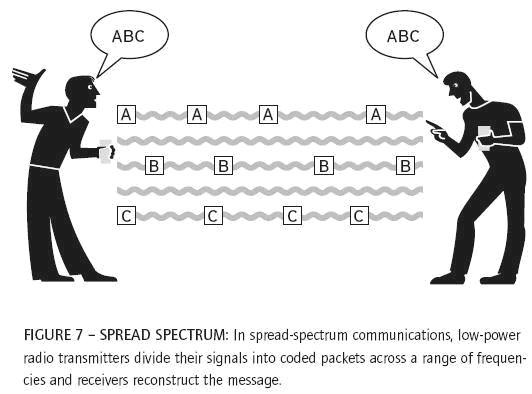 ABC
ABC
A A A A
B B B B
C C C C
FIGURE 7 – SPREAD SPECTRUM: In spread-spectrum communications, low-power
radio transmitters divide their signals into coded packets across a range of frequen-
cies and receivers reconstruct the message.